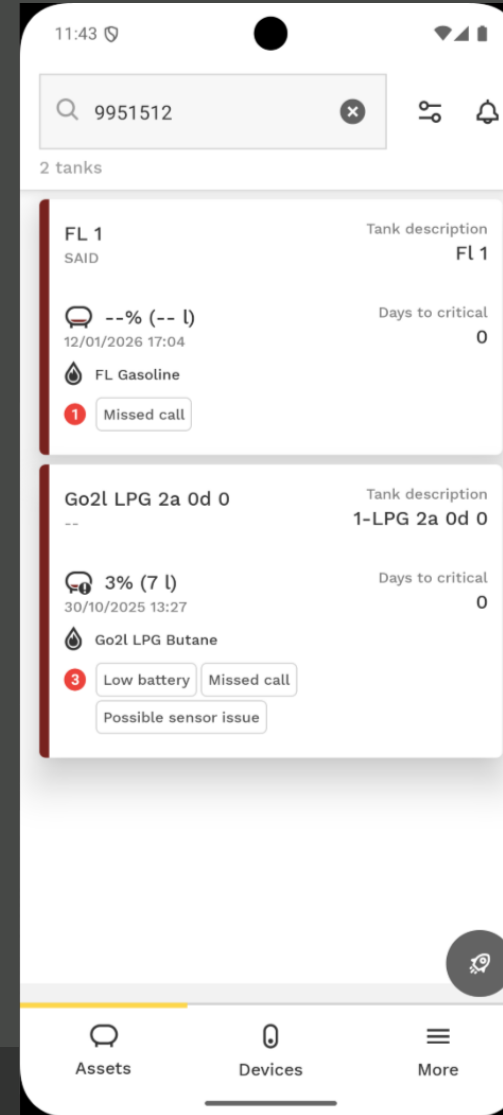 11:43
9951512
2 tanks
FL 1
Tank description
SAID
Fl 1
--% (-- l)
Days to critical
12/01/2026 17:04
0
FL Gasoline
1 Missed call
Go2l LPG 2a 0d 0
Tank description
--
1-LPG 2a 0d 0
3% (7 l)
Days to critical
30/10/2025 13:27
0
Go2l LPG Butane
3 Low battery Missed call
Possible sensor issue
Assets Devices More